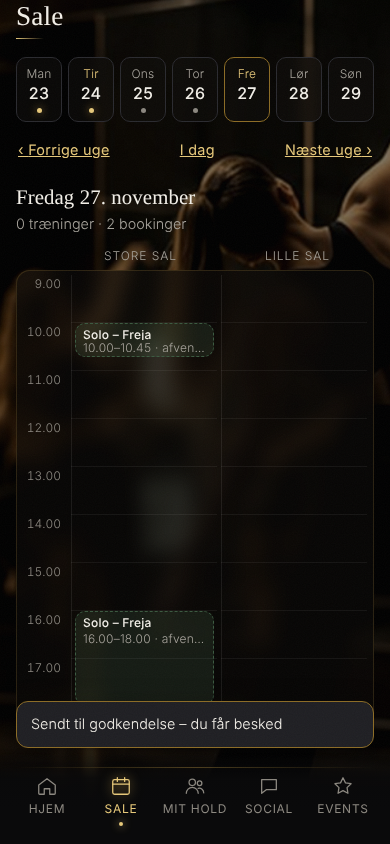 Sale
Man Tir Ons Tor Fre Lør Søn
23 24 25 26 27 28 29
‹ Forrige uge I dag Næste uge ›
Fredag 27. november
0 træninger · 2 bookinger
STORE SAL LILLE SAL
9.00
10.00
Solo – Freja
10.00–10.45 · afven...
11.00
12.00
13.00
14.00
15.00
16.00
Solo – Freja
16.00–18.00 · afven...
17.00
Sendt til godkendelse – du får besked
HJEM SALE MIT HOLD SOCIAL EVENTS